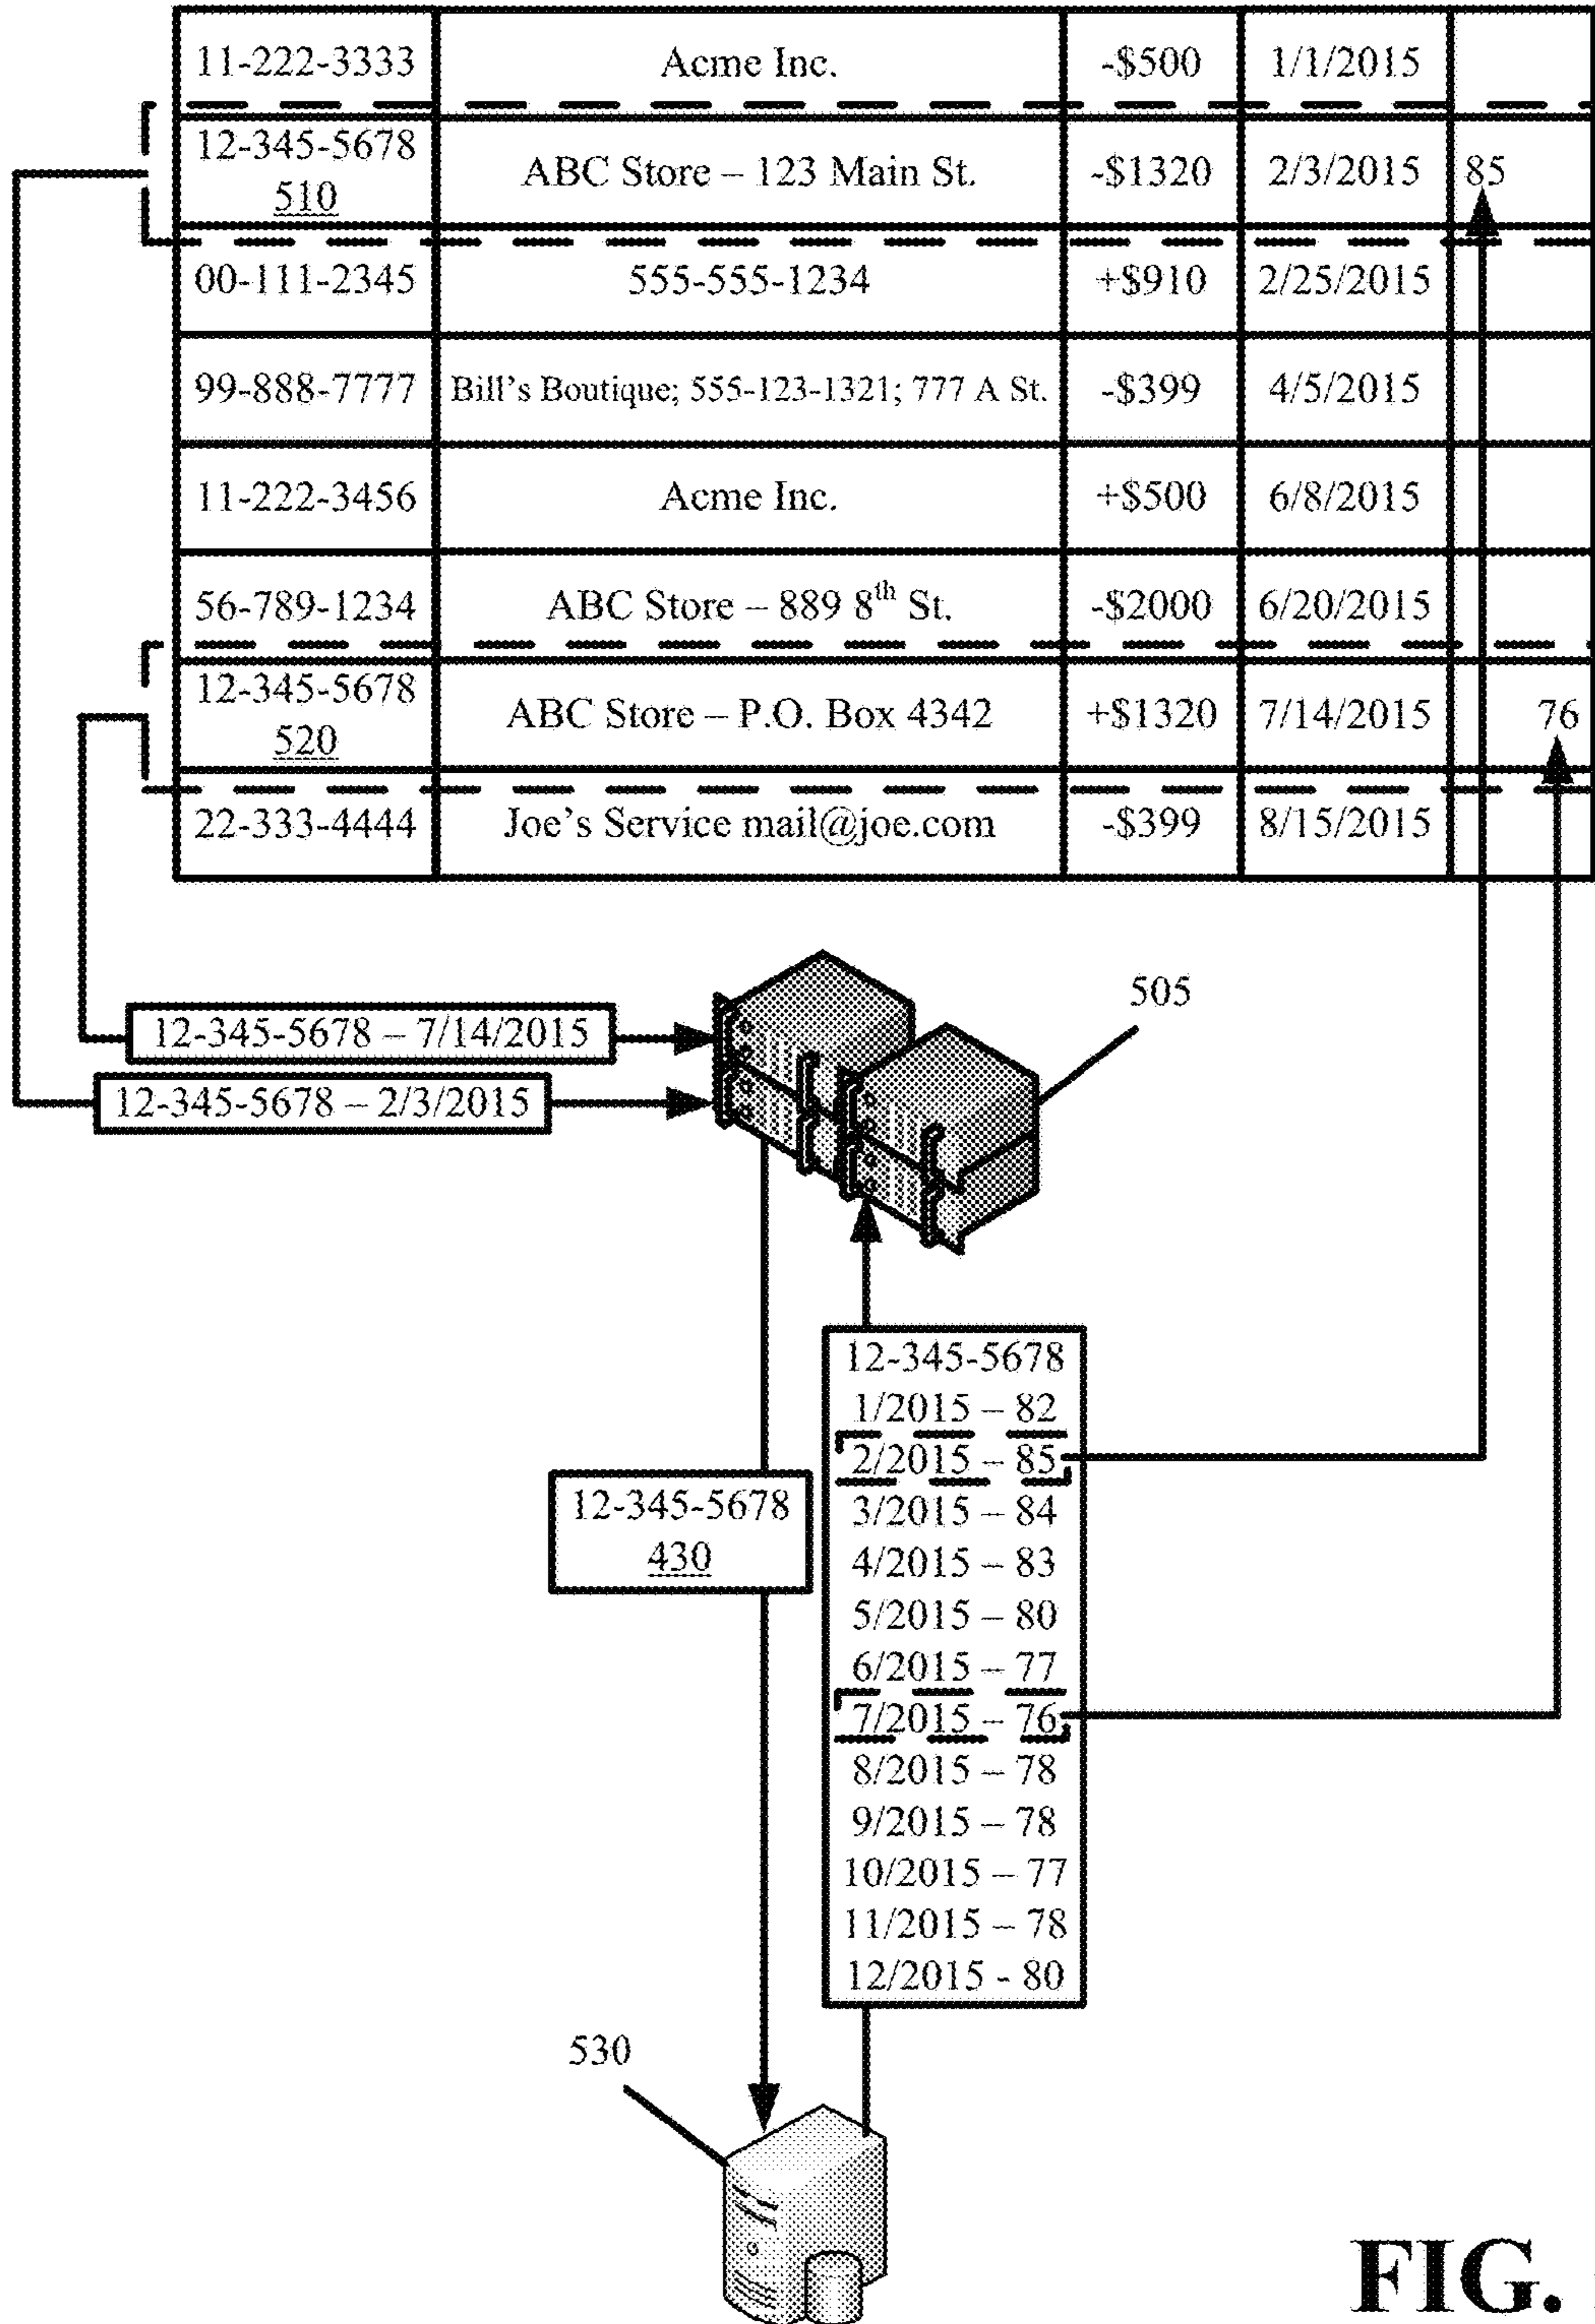 11-222-3333 Acme Inc. -$500 1/1/2015
12-345-5678
510 ABC Store – 123 Main St. -$1320 2/3/2015 85
00-111-2345 555-555-1234 +$910 2/25/2015
99-888-7777 Bill's Boutique; 555-123-1321; 777 A St. -$399 4/5/2015
11-222-3456 Acme Inc. +$500 6/8/2015
56-789-1234 ABC Store – 889 8th St. -$2000 6/20/2015
12-345-5678
520 ABC Store – P.O. Box 4342 +$1320 7/14/2015 76
22-333-4444 Joe's Service mail@joe.com -$399 8/15/2015
505
12-345-5678 – 7/14/2015
12-345-5678 – 2/3/2015
12-345-5678
1/2015 – 82
2/2015 – 85
3/2015 – 84
4/2015 – 83
5/2015 – 80
6/2015 – 77
7/2015 – 76
8/2015 – 78
9/2015 – 78
10/2015 – 77
11/2015 – 78
12/2015 - 80
12-345-5678
430
530
FIG.